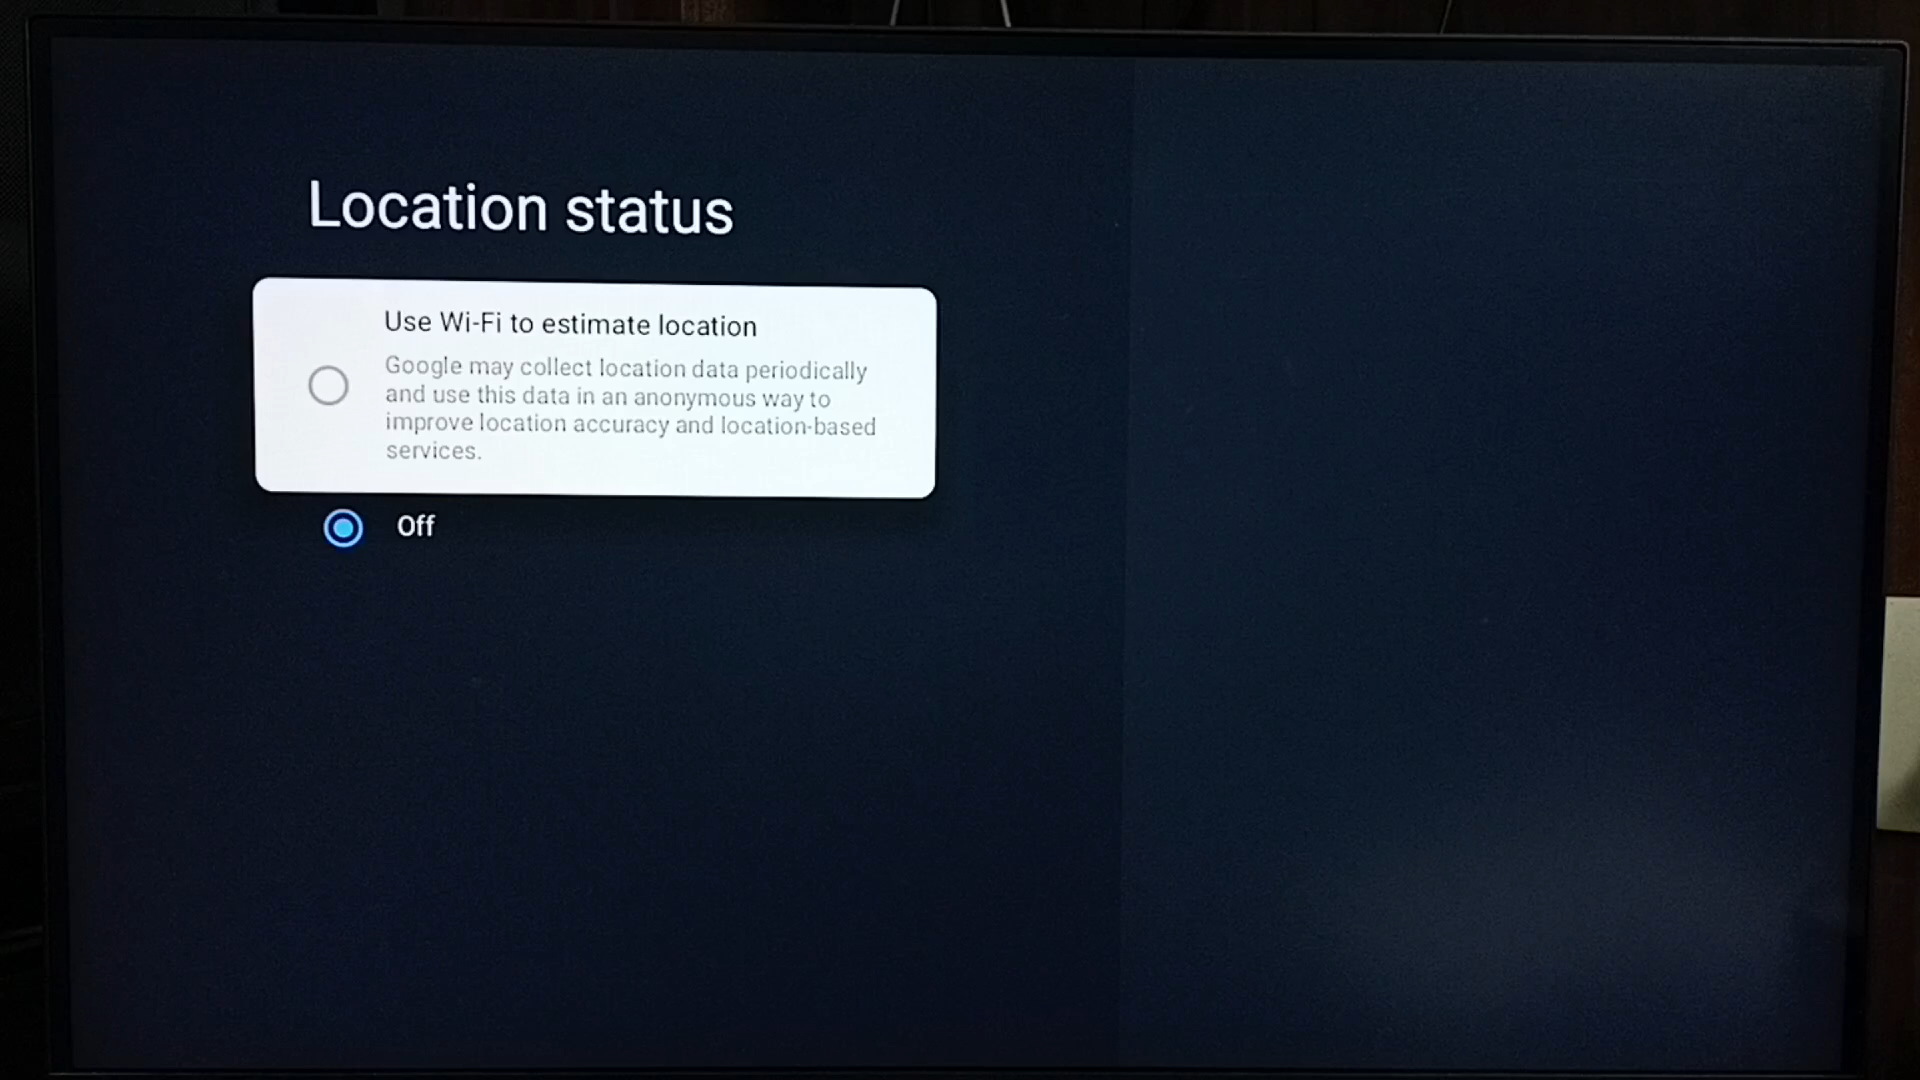 Location status
Use Wi-Fi to estimate location
Google may collect location data periodically
and use this data in an anonymous way to
improve location accuracy and location-based
services.
Off